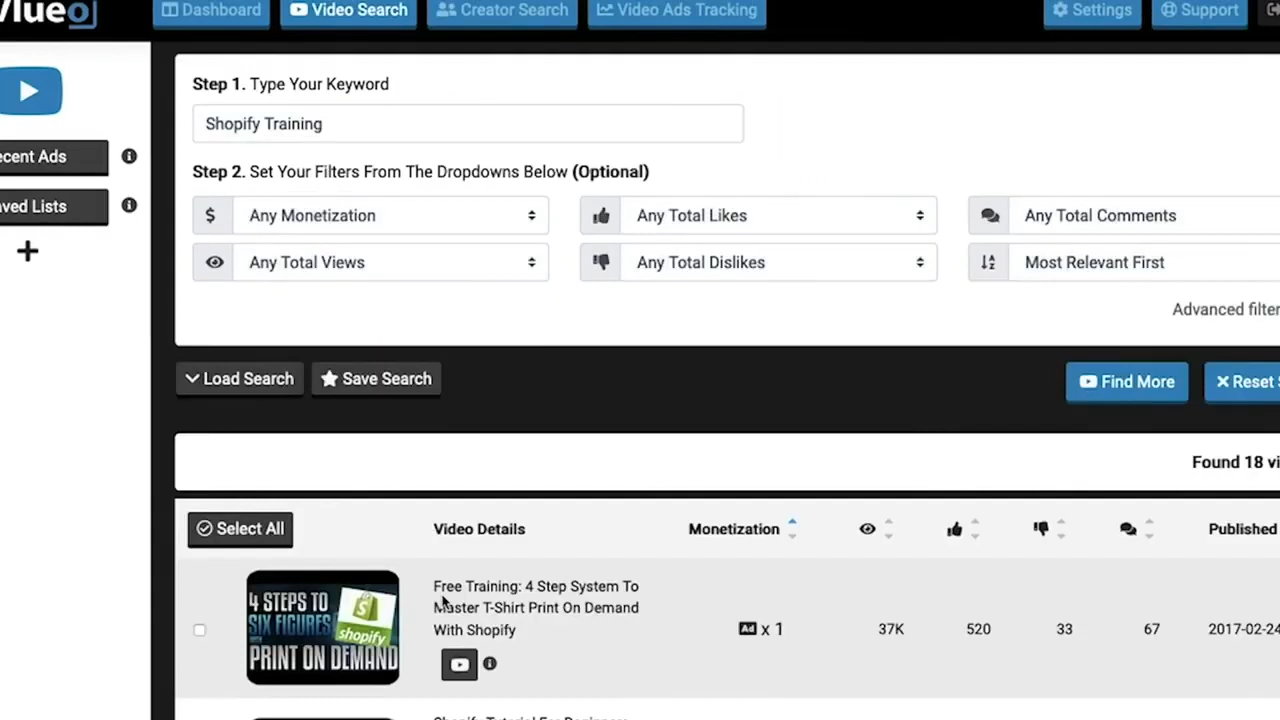 Dashboard
Video Search
Creator Search
Video Ads Tracking
Settings
Support
Step 1. Type Your Keyword
Shopify Training
Step 2. Set Your Filters From The Dropdowns Below (Optional)
Any Monetization
Any Total Likes
Any Total Comments
Any Total Views
Any Total Dislikes
Most Relevant First
Advanced filter
Load Search
Save Search
Find More
Reset
Found 18 vi
Select All
Video Details
Monetization
Published
4 STEPS TO
SIX FIGURES
WITH
PRINT ON DEMAND
shopify
Free Training: 4 Step System To
Master T-Shirt Print On Demand
With Shopify
Ad x 1
37K
520
33
67
2017-02-24
ecent Ads
aved Lists